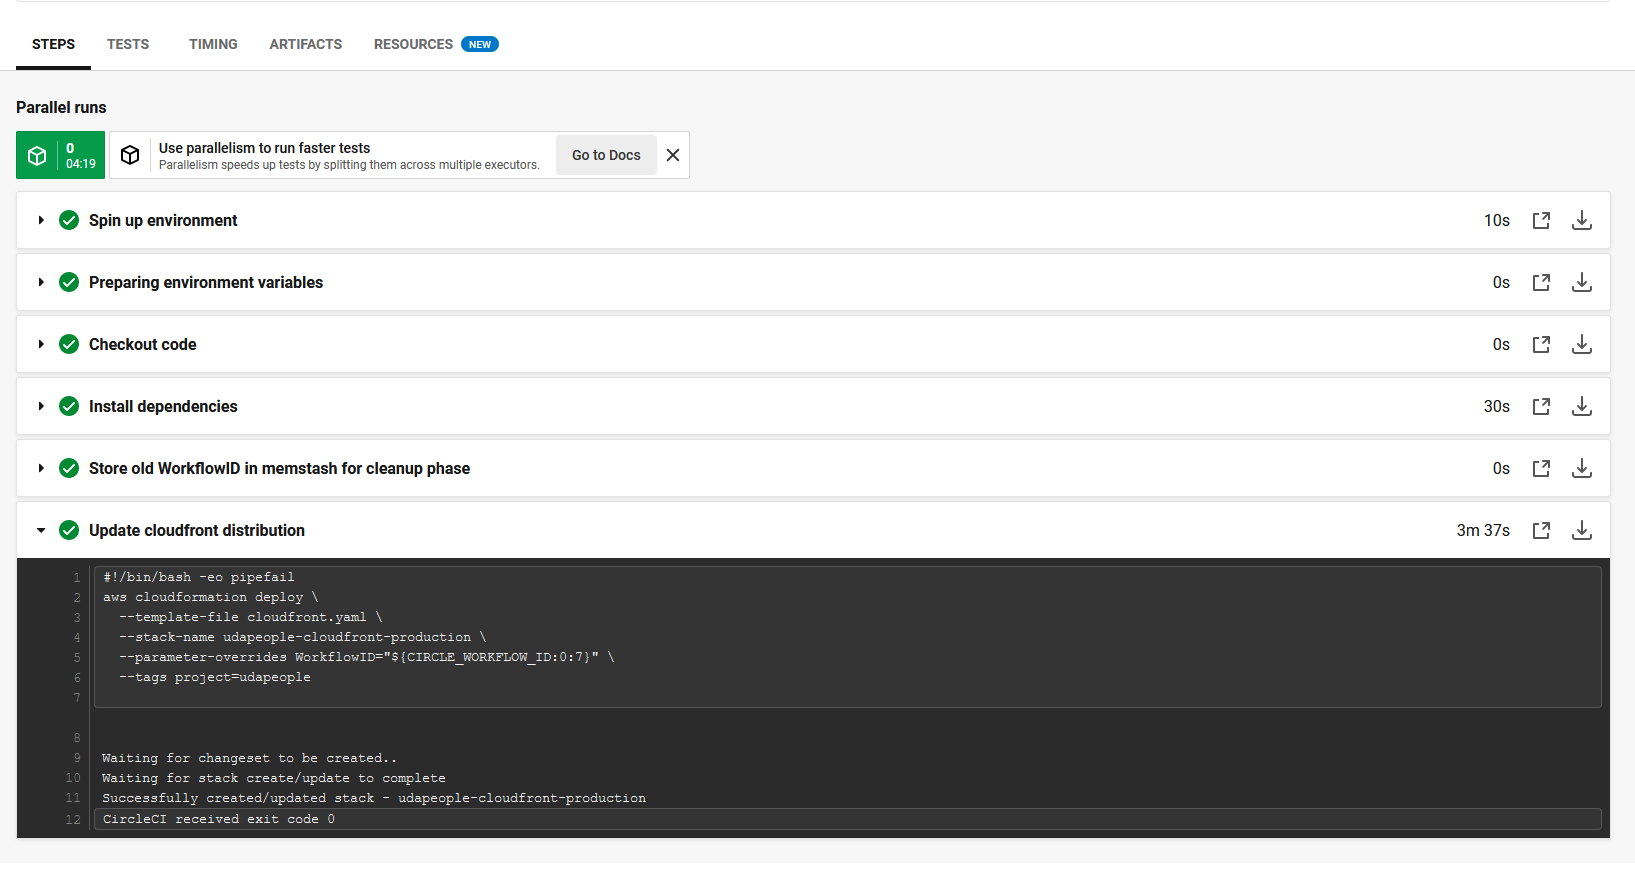 STEPS TESTS TIMING ARTIFACTS RESOURCES NEW
Parallel runs
0
04:19
Use parallelism to run faster tests
Parallelism speeds up tests by splitting them across multiple executors.
Go to Docs
Spin up environment 10s
Preparing environment variables 0s
Checkout code 0s
Install dependencies 30s
Store old WorkflowID in memstash for cleanup phase 0s
Update cloudfront distribution 3m 37s
1 #!/bin/bash -eo pipefail
2 aws cloudformation deploy \
3 --template-file cloudfront.yaml \
4 --stack-name udapeople-cloudfront-production \
5 --parameter-overrides WorkflowID="${CIRCLE_WORKFLOW_ID:0:7}" \
6 --tags project=udapeople
7
8
9 Waiting for changeset to be created..
10 Waiting for stack create/update to complete
11 Successfully created/updated stack - udapeople-cloudfront-production
12 CircleCI received exit code 0